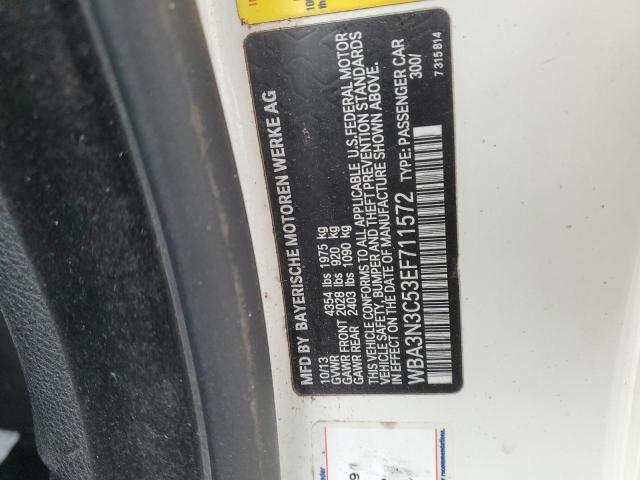 MFD BY BAYERISCHE MOTOREN WERKE AG
10/13
GVWR 4354 lbs 1975 kg
GAWR FRONT 2028 lbs 920 kg
GAWR REAR 2403 lbs 1090 kg
THIS VEHICLE CONFORMS TO ALL APPLICABLE U.S.FEDERAL MOTOR
VEHICLE SAFETY, BUMPER AND THEFT PREVENTION STANDARDS
IN EFFECT ON THE DATE OF MANUFACTURE SHOWN ABOVE.
WBA3N3C53EF711572 TYPE: PASSENGER CAR
300/
7 315 814
recommendations.